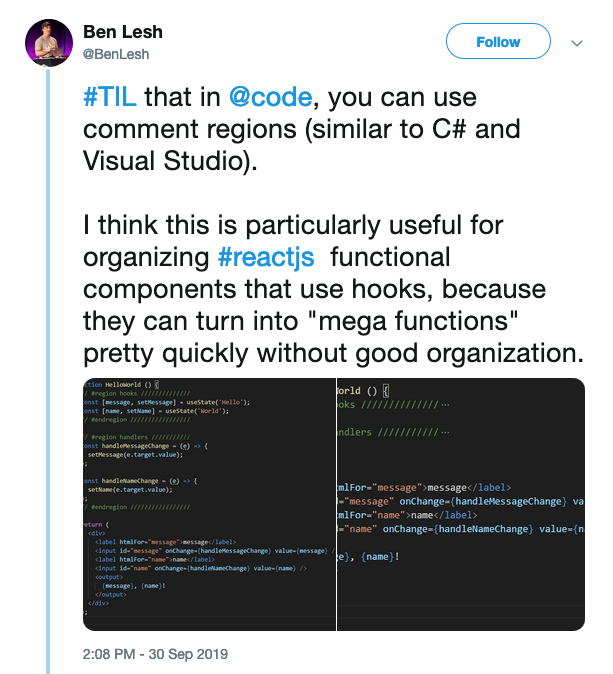 Ben Lesh
@BenLesh
Follow
#TIL that in @code, you can use
comment regions (similar to C# and
Visual Studio).
I think this is particularly useful for
organizing #reactjs functional
components that use hooks, because
they can turn into "mega functions"
pretty quickly without good organization.
ction HelloWorld () {
/ #region hooks //////////////
onst [message, setMessage] = useState('Hello');
onst [name, setName] = useState('World');
/ #endregion /////////////////
/ #region handlers ///////////
onst handleMessageChange = (e) => {
setMessage(e.target.value);
;
onst handleNameChange = (e) => {
setName(e.target.value);
;
/ #endregion /////////////////
eturn (
<div>
<label htmlFor="message">message</label>
<input id="message" onChange={handleMessageChange} value={message} /
<label htmlFor="name">name</label>
<input id="name" onChange={handleNameChange} value={name} />
<output>
{message}, {name}!
</output>
</div>
;
orld () {
oks ////////////// ···
ndlers /////////// ···
mlFor="message">message</label>
="message" onChange={handleMessageChange} va
mlFor="name">name</label>
="name" onChange={handleNameChange} value={n
e}, {name}!
2:08 PM - 30 Sep 2019